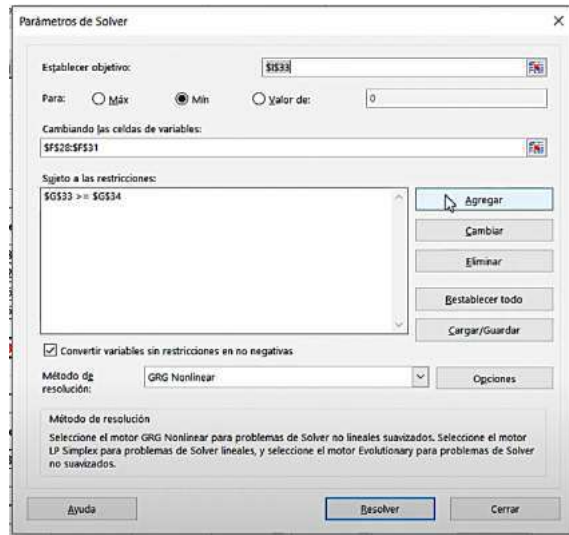 Parámetros de Solver
Establecer objetivo: $I$33
Para: Máx Mín Valor de: 0
Cambiando las celdas de variables:
$F$28:$F$31
Sujeto a las restricciones:
$G$33 >= $G$34
Agregar
Cambiar
Eliminar
Restablecer todo
Cargar/Guardar
Convertir variables sin restricciones en no negativas
Método de resolución: GRG Nonlinear Opciones
Método de resolución
Seleccione el motor GRG Nonlinear para problemas de Solver no lineales suavizados. Seleccione el motor
LP Simplex para problemas de Solver lineales, y seleccione el motor Evolutionary para problemas de Solver
no suavizados.
Ayuda Resolver Cerrar